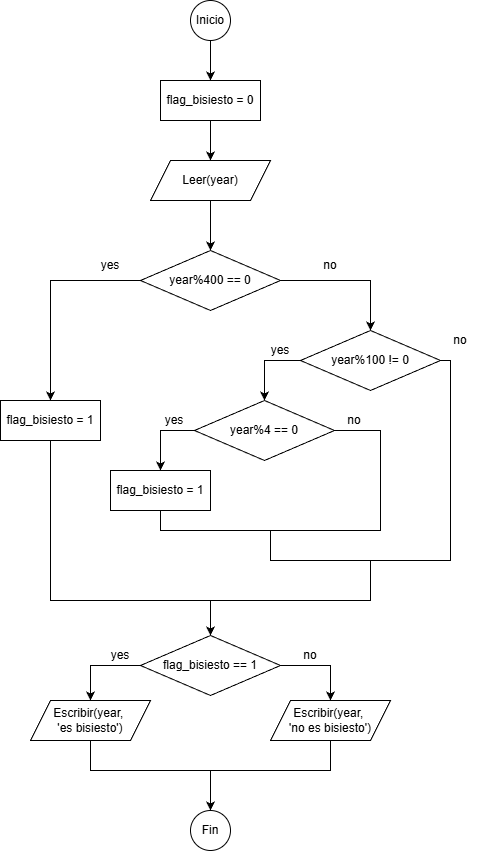 Inicio
flag_bisiesto = 0
Leer(year)
yes
no
year%400 == 0
no
yes
year%100 != 0
flag_bisiesto = 1
yes
no
year%4 == 0
flag_bisiesto = 1
yes
no
flag_bisiesto == 1
Escribir(year,
'es bisiesto')
Escribir(year,
'no es bisiesto')
Fin